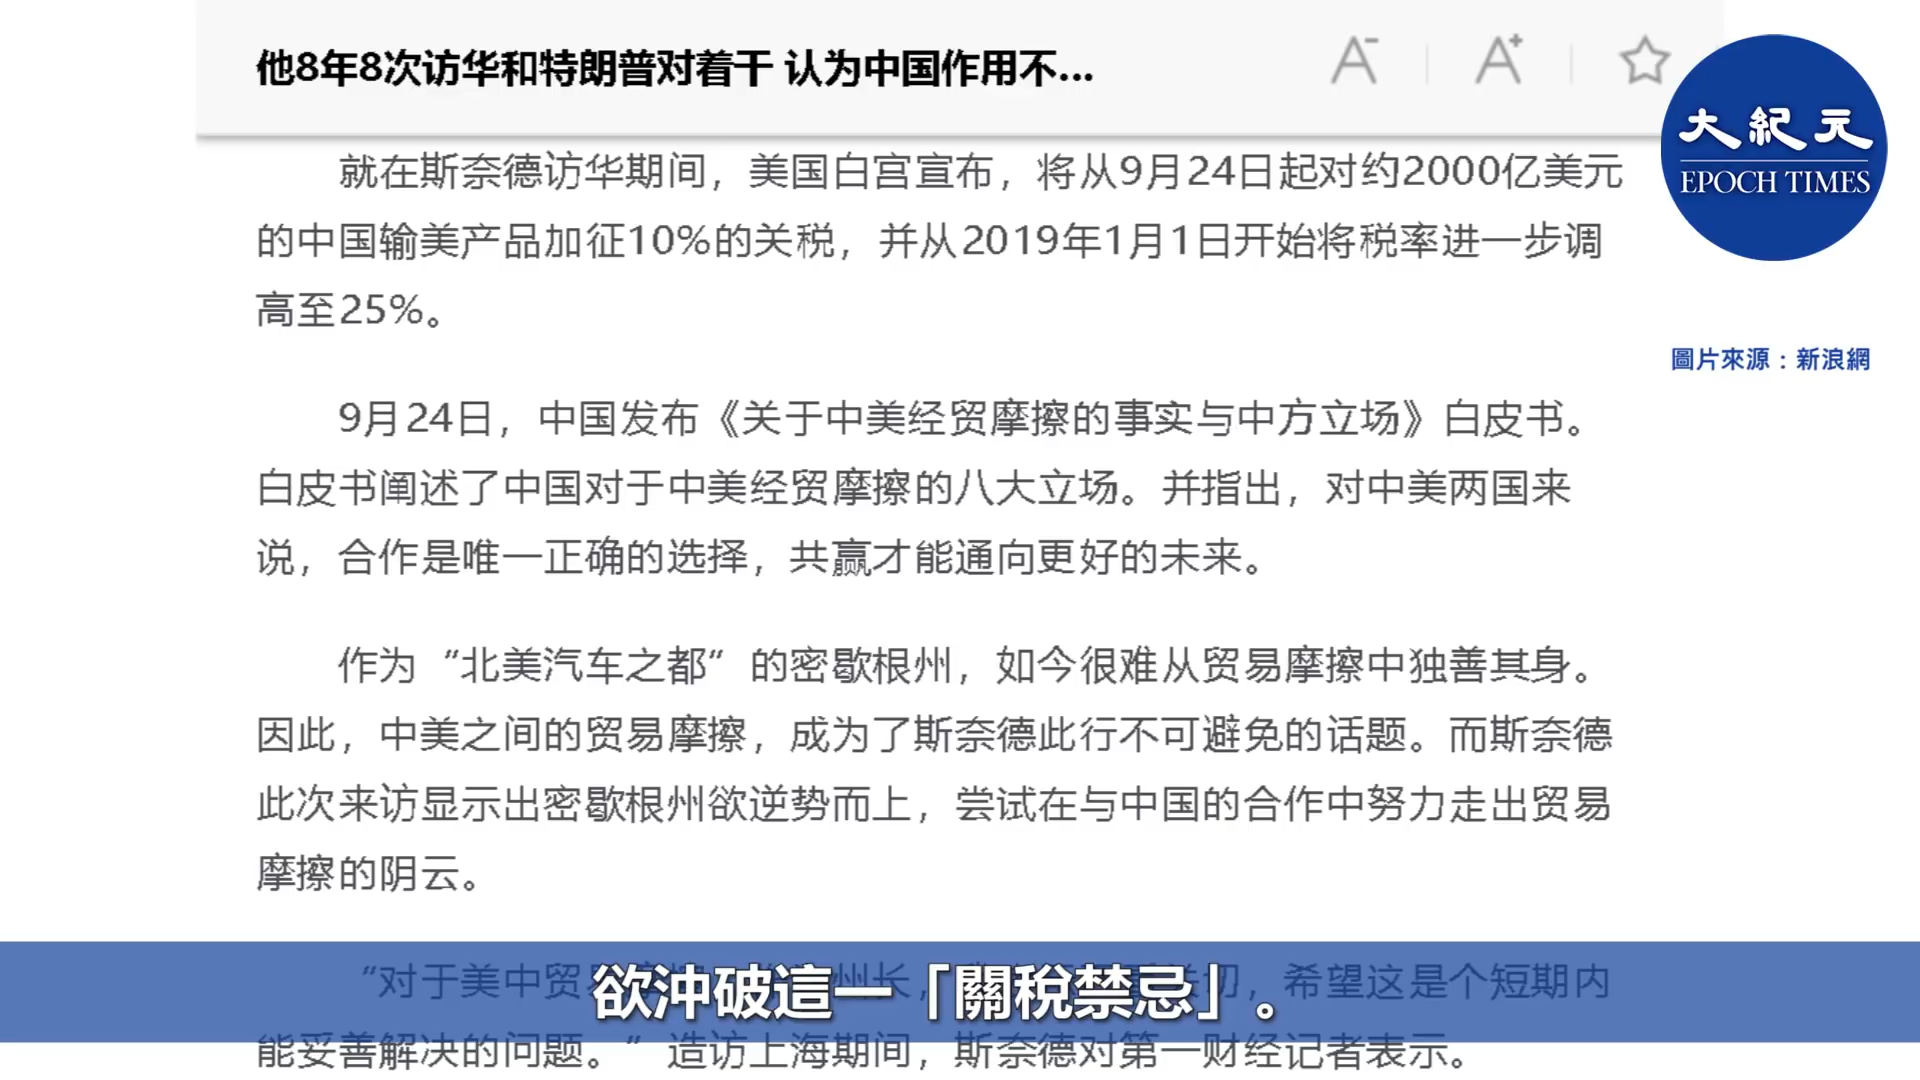 他8年8次访华和特朗普对着干 认为中国作用不...
A- A+
大紀元
EPOCH TIMES
就在斯奈德访华期间，美国白宫宣布，将从9月24日起对约2000亿美元
的中国输美产品加征10%的关税，并从2019年1月1日开始将税率进一步调
高至25%。
圖片來源：新浪網
9月24日，中国发布《关于中美经贸摩擦的事实与中方立场》白皮书。
白皮书阐述了中国对于中美经贸摩擦的八大立场。并指出，对中美两国来
说，合作是唯一正确的选择，共赢才能通向更好的未来。
作为“北美汽车之都”的密歇根州，如今很难从贸易摩擦中独善其身。
因此，中美之间的贸易摩擦，成为了斯奈德此行不可避免的话题。而斯奈德
此次来访显示出密歇根州欲逆势而上，尝试在与中国的合作中努力走出贸易
摩擦的阴云。
“对于美中贸 州长， 切，希望这是个短期内
欲沖破這一「關稅禁忌」。
能妥善解决的问题。”造访上海期间，斯奈德对第一财经记者表示。